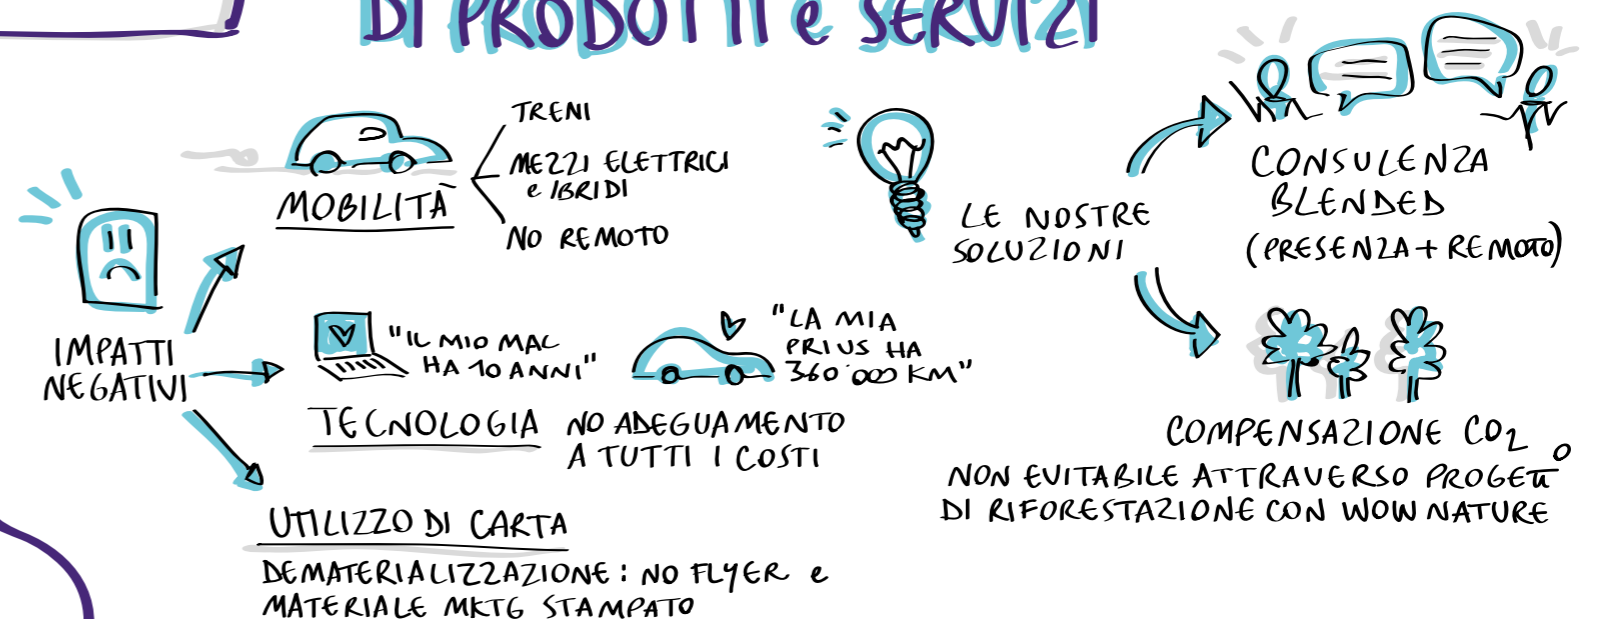 DI PRODOTTI e SERVIZI
TRENI
MEZZI ELETTRICI
e IBRIDI
NO REMOTO
MOBILITÀ
IMPATTI
NEGATIVI
"IL MIO MAC
HA 10 ANNI"
"LA MIA
PRIUS HA
360'000 KM"
TECNOLOGIA
NO ADEGUAMENTO
A TUTTI I COSTI
UTILIZZO DI CARTA
DEMATERIALIZZAZIONE: NO FLYER e
MATERIALE MKTG STAMPATO
LE NOSTRE
SOLUZIONI
CONSULENZA
BLENDED
(PRESENZA + REMOTO)
COMPENSAZIONE CO2
NON EVITABILE ATTRAVERSO PROGETTI
DI RIFORESTAZIONE CON WOW NATURE